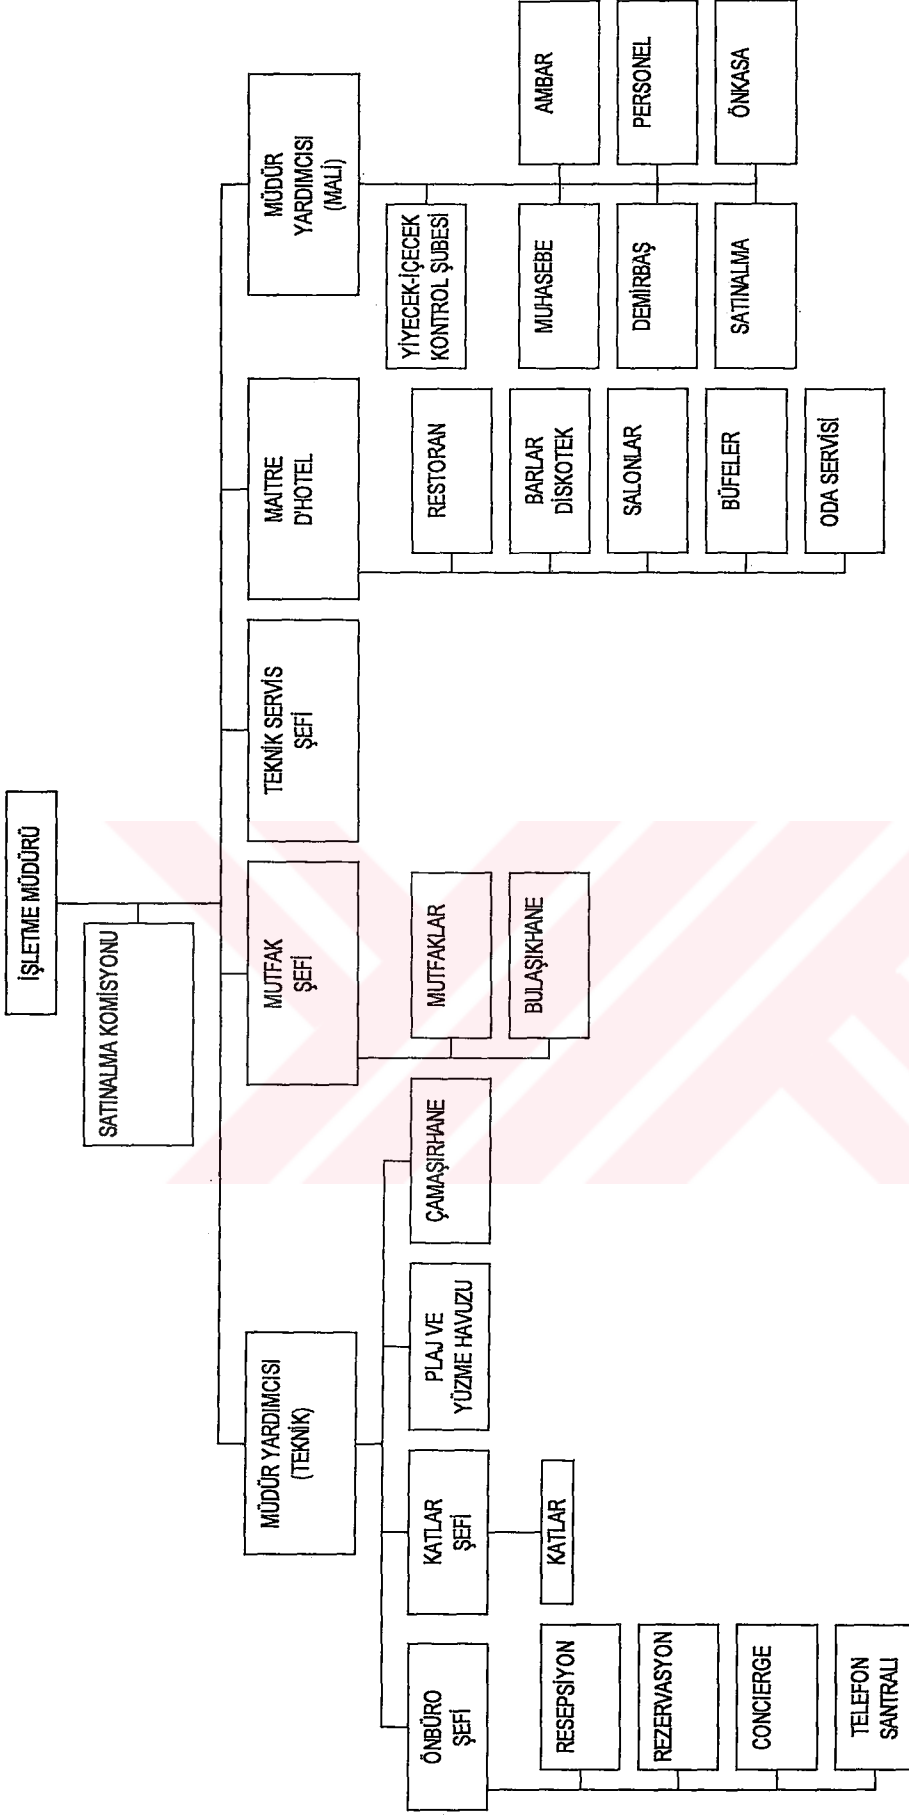 İŞLETME MÜDÜRÜ
SATINALMA KOMİSYONU
MÜDÜR YARDIMCISI
(TEKNİK)
MUTFAK
ŞEFİ
TEKNİK SERVİS
ŞEFİ
MAITRE
D'HOTEL
MÜDÜR
YARDIMCISI
(MALİ)
ÖNBÜRO
ŞEFİ
KATLAR
ŞEFİ
PLAJ VE
YÜZME HAVUZU
ÇAMAŞIRHANE
RESEPSİYON
REZERVASYON
CONCIERGE
TELEFON
SANTRALI
KATLAR
MUTFAKLAR
BULAŞIKHANE
RESTORAN
BARLAR
DİSKOTEK
SALONLAR
BÜFELER
ODA SERVİSİ
YİYECEK-İÇECEK
KONTROL ŞUBESİ
MUHASEBE
AMBAR
DEMİRBAŞ
PERSONEL
SATINALMA
ÖNKASA